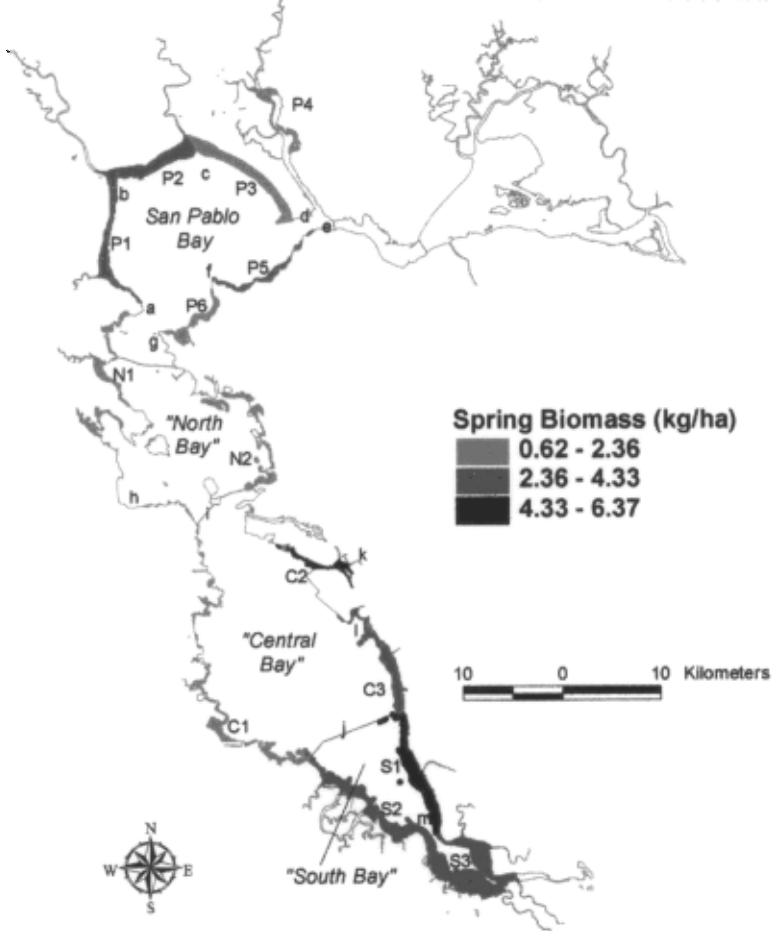 P4
P2
c
P3
b
San Pablo
Bay
d
e
P1
f
P5
a
P6
g
N1
"North
Bay"
N2
h
Spring Biomass (kg/ha)
0.62 - 2.36
2.36 - 4.33
4.33 - 6.37
k
C2
l
"Central
Bay"
10 0 10 Kilometers
C3
C1
j
S1
S2
m
S3
"South Bay"
N
W E
S